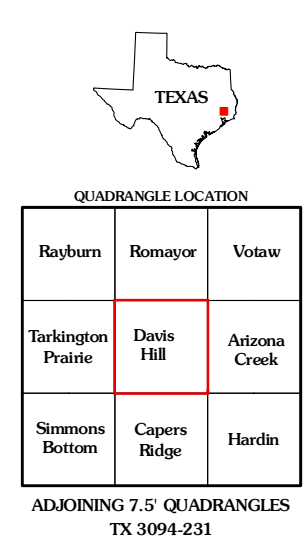 TEXAS
QUADRANGLE LOCATION
Rayburn
Romayor
Votaw
Tarkington
Prairie
Davis
Hill
Arizona
Creek
Simmons
Bottom
Capers
Ridge
Hardin
ADJOINING 7.5' QUADRANGLES
TX 3094-231